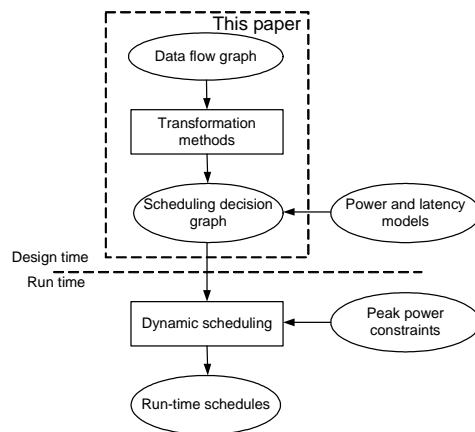 This paper
Data flow graph
Transformation
methods
Scheduling decision
graph
Power and latency
models
Design time
Run time
Dynamic scheduling
Peak power
constraints
Run-time schedules